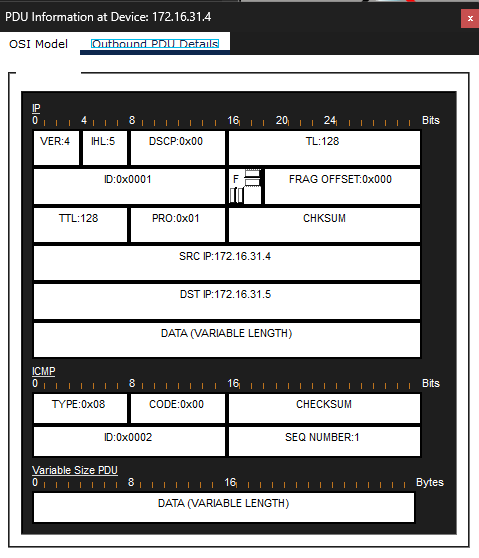 PDU Information at Device: 172.16.31.4
x
OSI Model Outbound PDU Details
IP
0 4 8 16 20 24 Bits
VER:4 IHL:5 DSCP:0x00 TL:128
ID:0x0001 F FRAG OFFSET:0x000
TTL:128 PRO:0x01 CHKSUM
SRC IP:172.16.31.4
DST IP:172.16.31.5
DATA (VARIABLE LENGTH)
ICMP
0 8 16 Bits
TYPE:0x08 CODE:0x00 CHECKSUM
ID:0x0002 SEQ NUMBER:1
Variable Size PDU
0 8 16 Bytes
DATA (VARIABLE LENGTH)